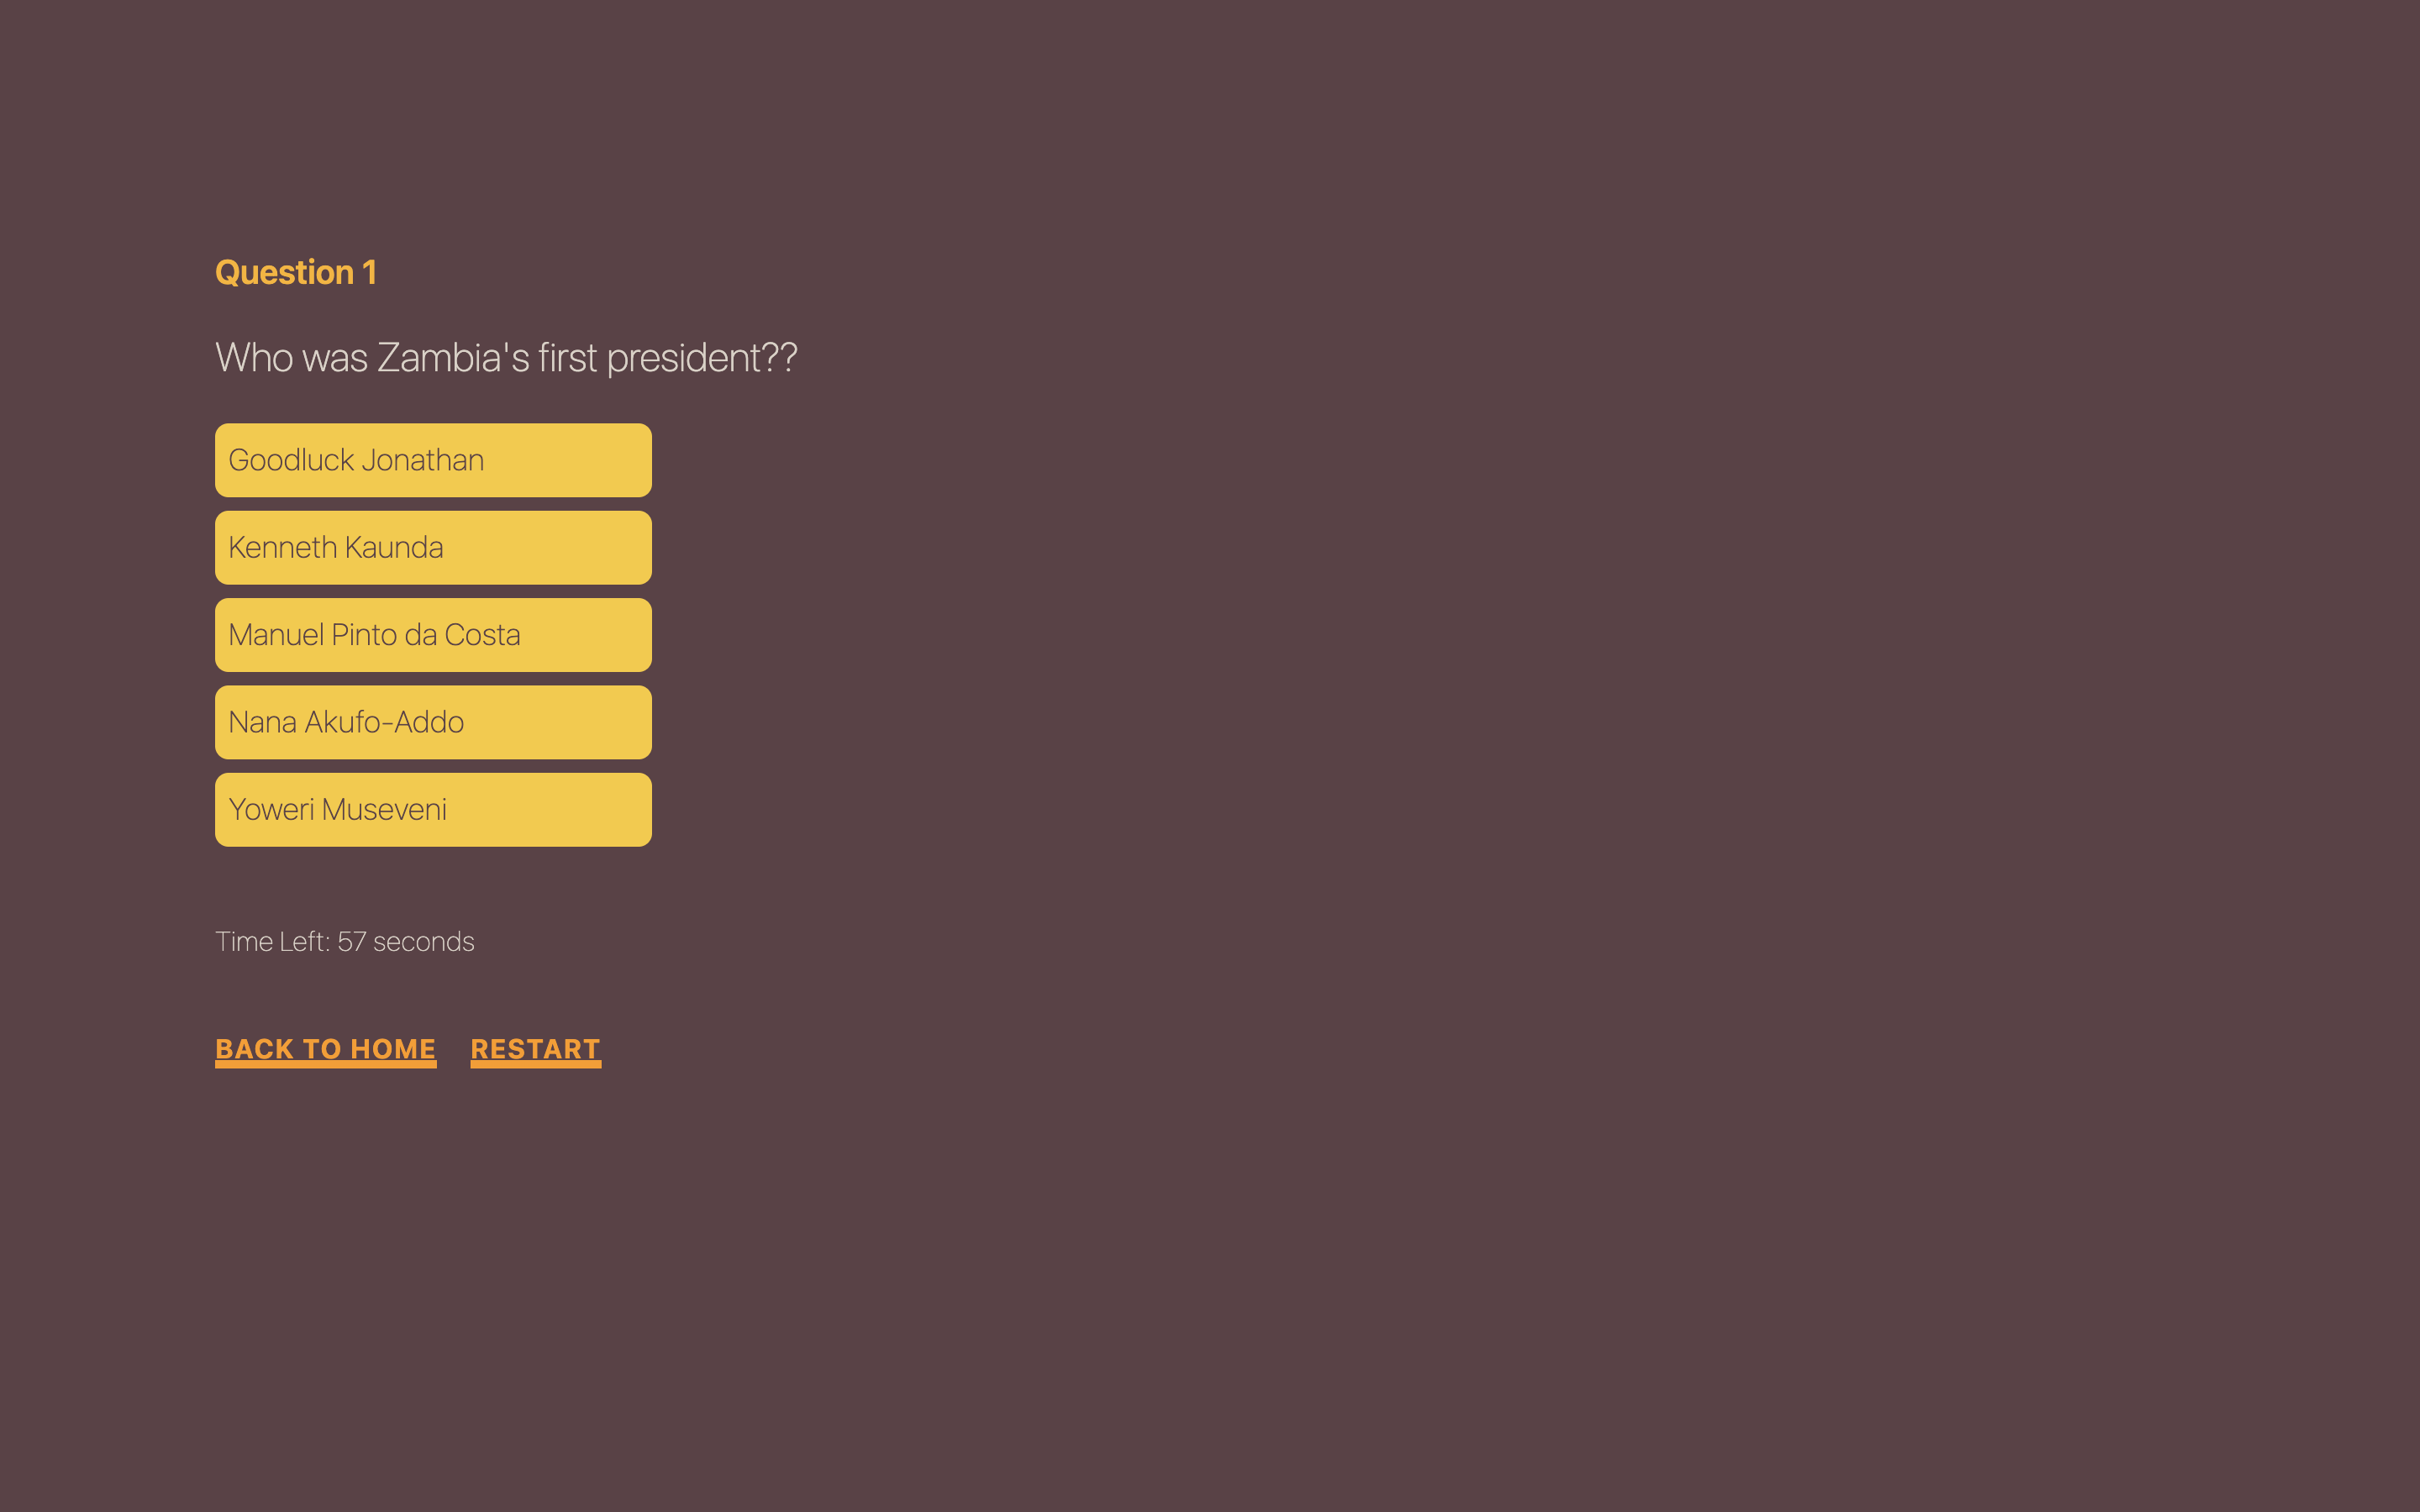 Question 1
Who was Zambia's first president??
Goodluck Jonathan
Kenneth Kaunda
Manuel Pinto da Costa
Nana Akufo-Addo
Yoweri Museveni
Time Left: 57 seconds
BACK TO HOME RESTART